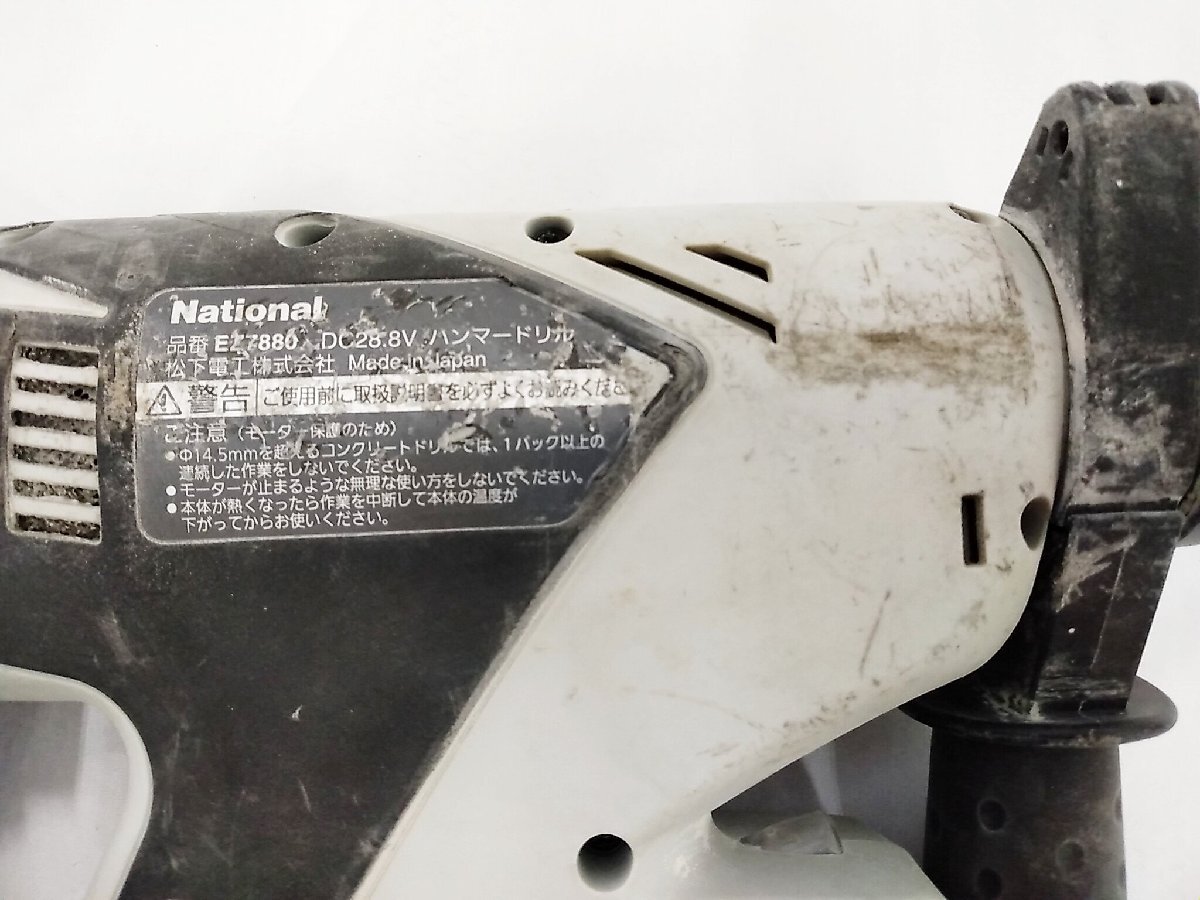 National
品番 EZ7880 DC28.8V ハンマードリル
松下電工株式会社 Made in Japan
警告 ご使用前に取扱説明書を必ずよくお読みくださ
ご注意（モーター保護のため）
●Φ14.5mmを超えるコンクリートドリルでは、1パック以上の
連続した作業をしないでください。
●モーターが止まるような無理な使い方をしないでください。
●本体が熱くなったら作業を中断して本体の温度が
下がってからお使いください。